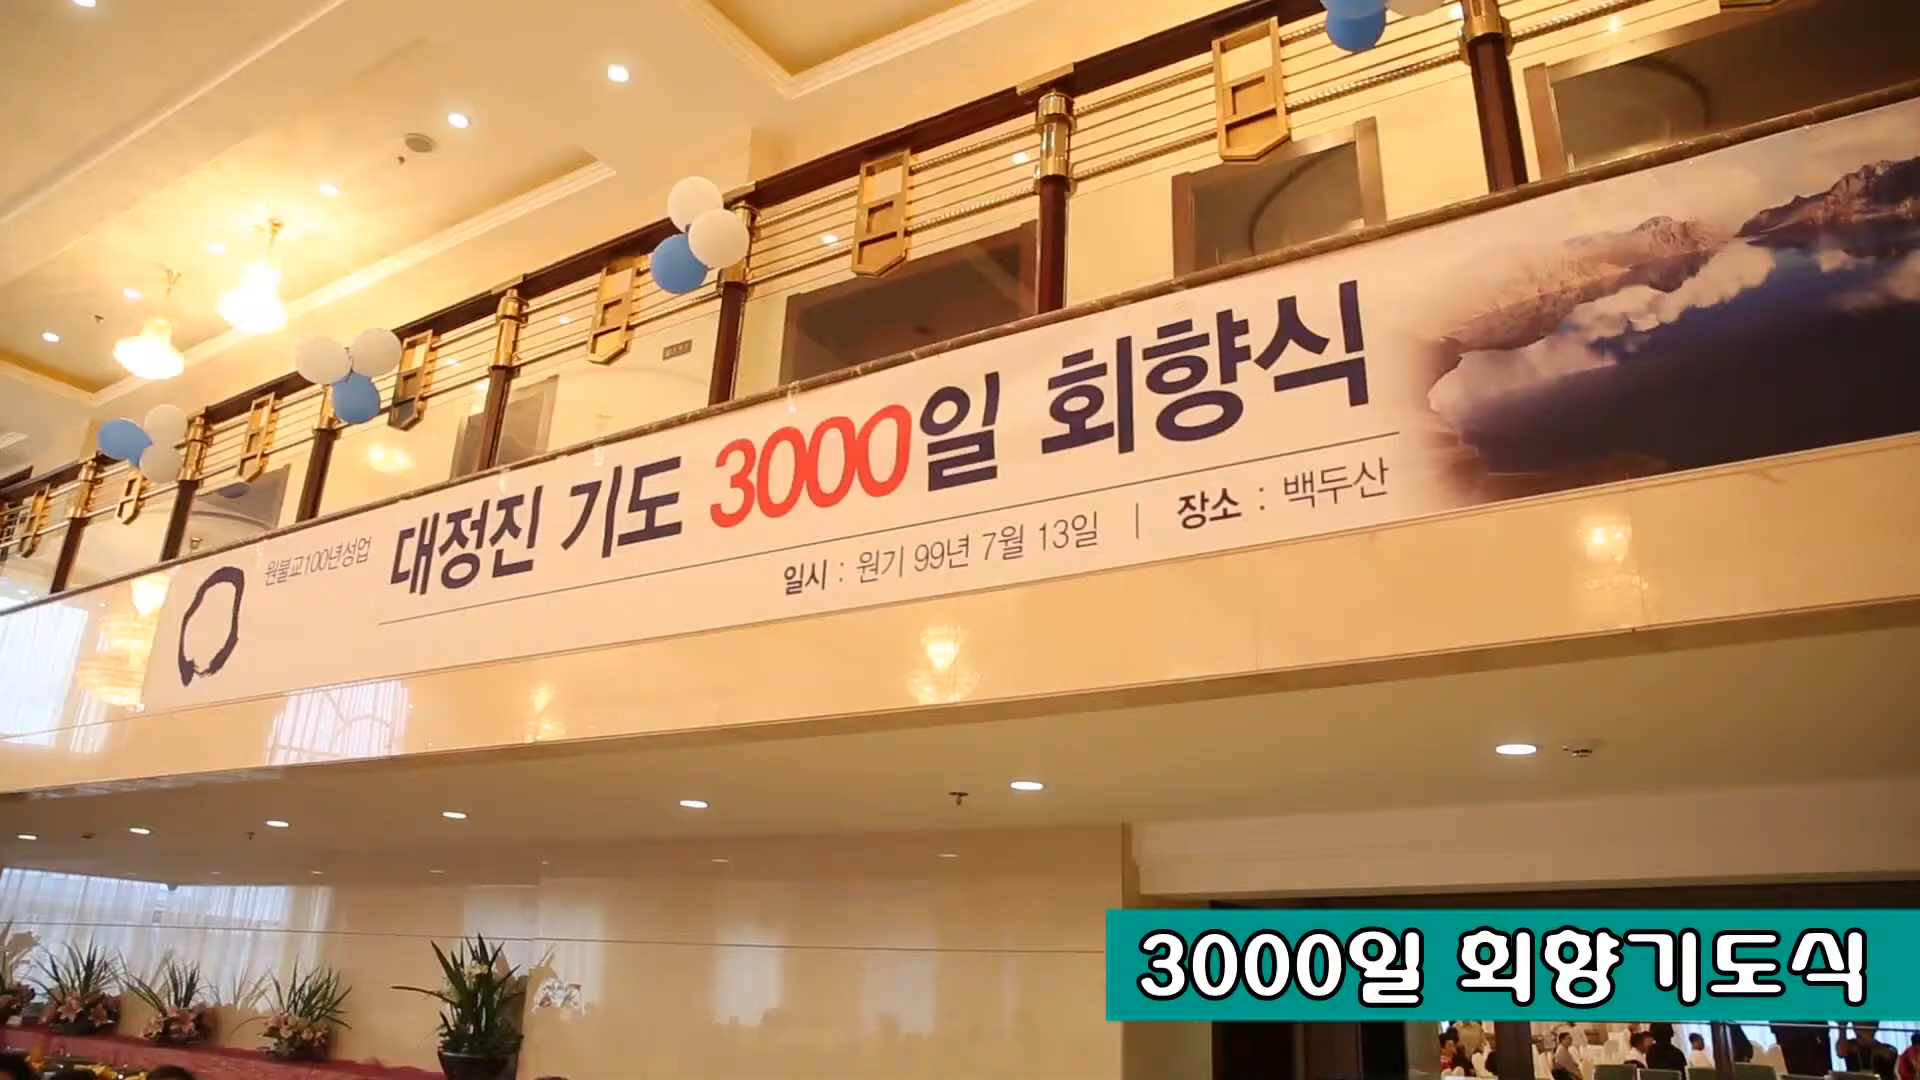 원불교100년성업
대정진 기도 3000일 회향식
일시 : 원기 99년 7월 13일 | 장소 : 백두산
3000일 회향기도식